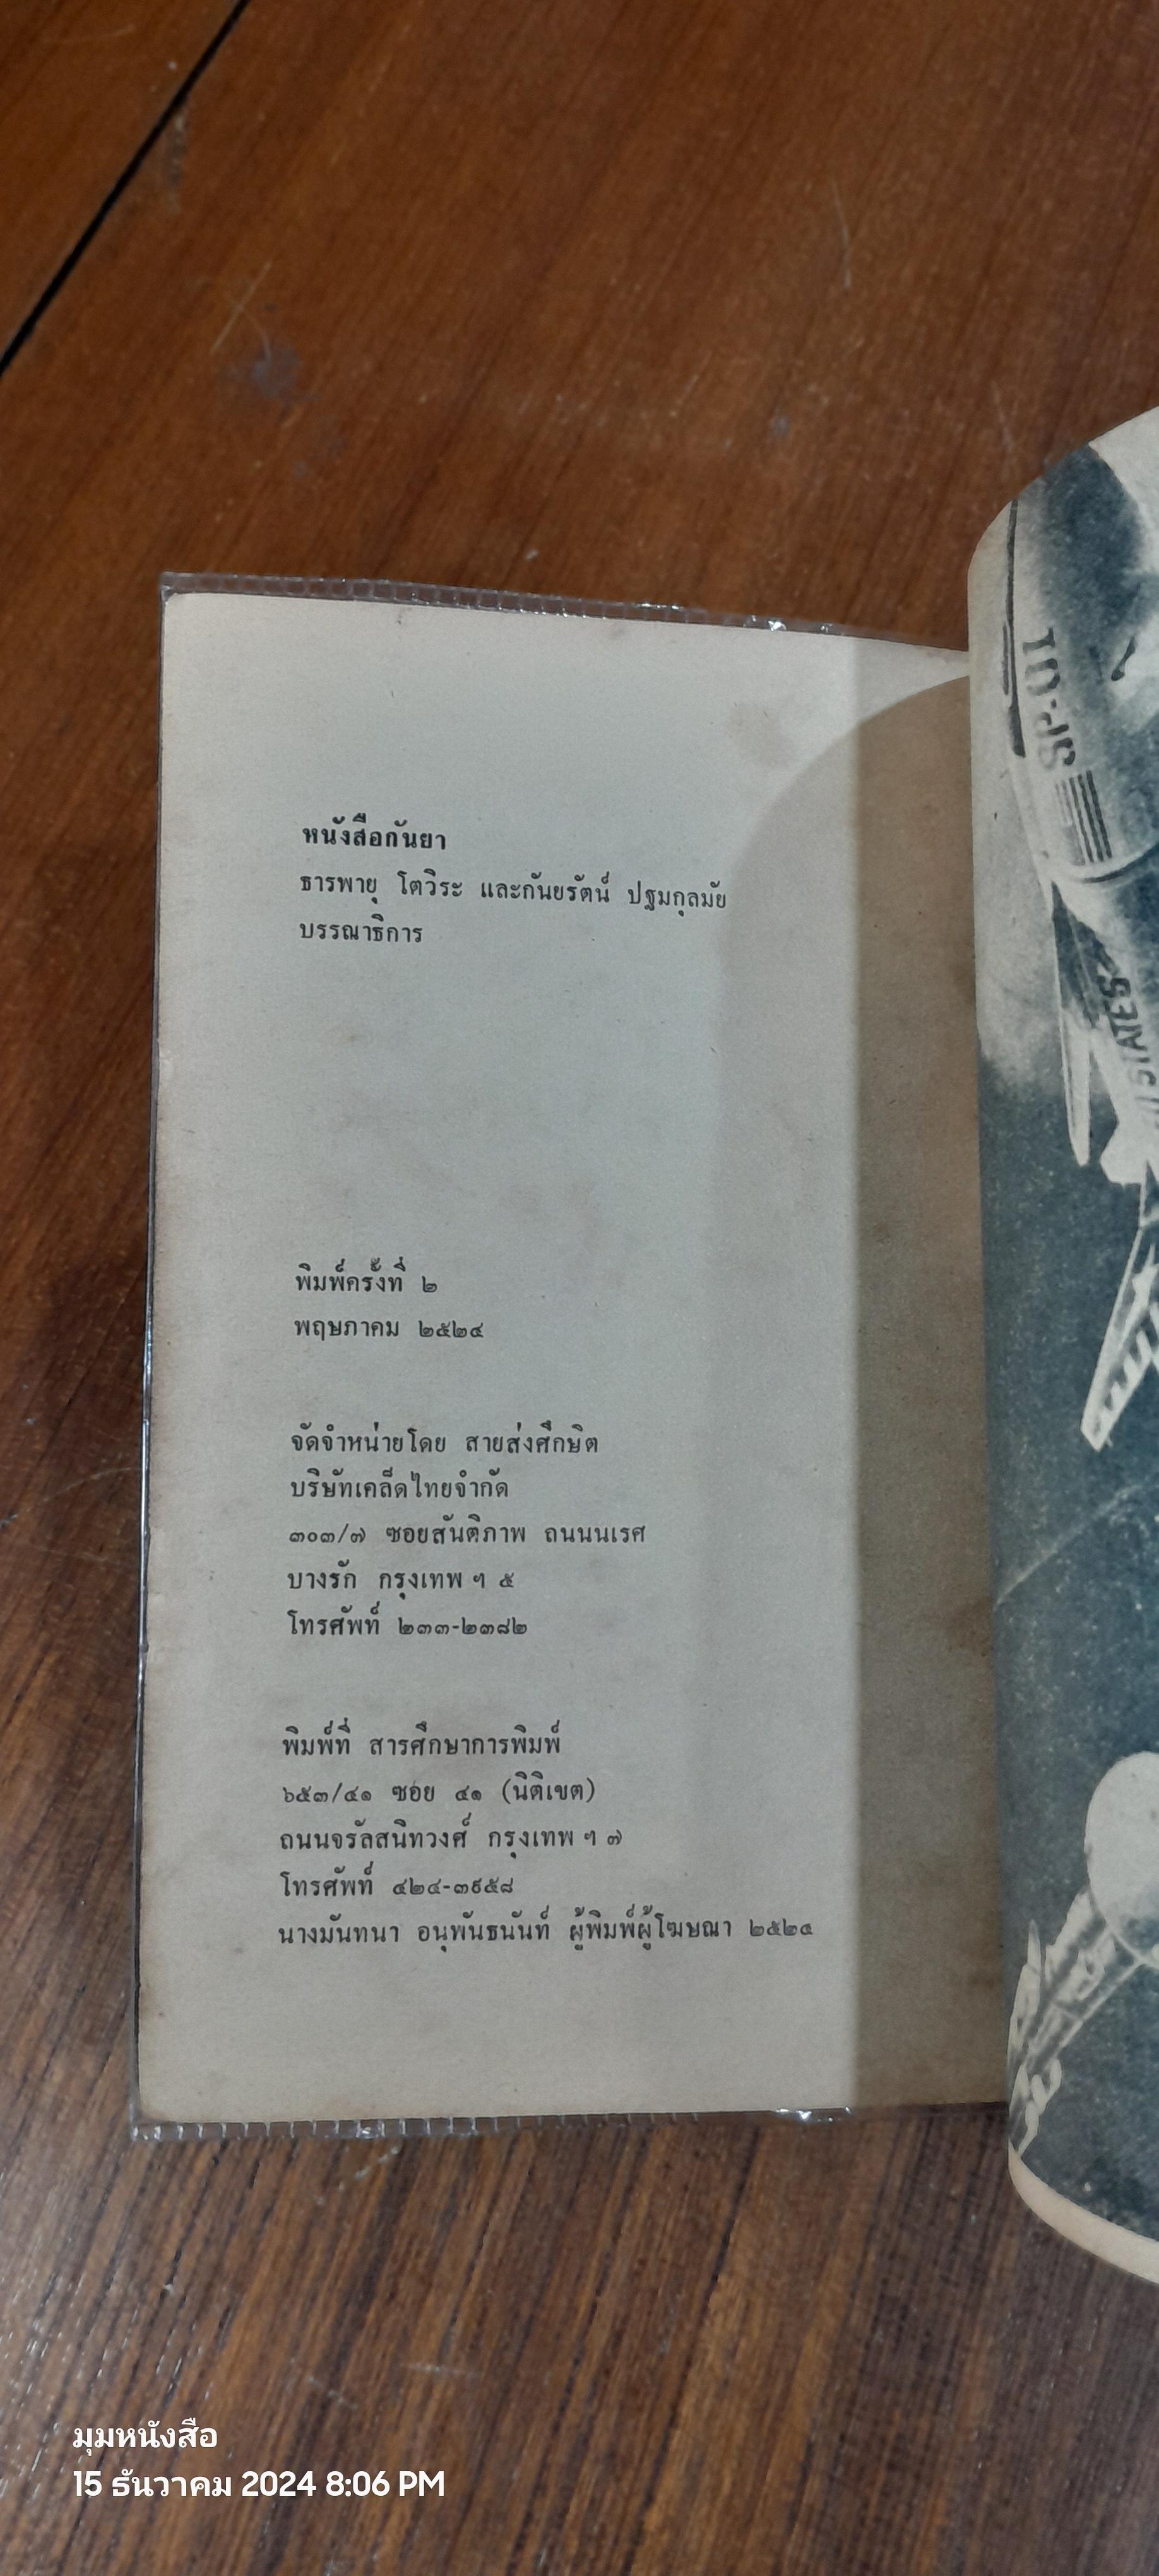 หนังสือกันยา
ธารพายุ โตวิระ และกันยรัตน์ ปฐมกุลมัย
บรรณาธิการ
พิมพ์ครั้งที่ ๒
พฤษภาคม ๒๕๒๔
จัดจำหน่ายโดย สายส่งศึกษิต
บริษัทเคล็ดไทยจำกัด
๓๐๓/๗ ซอยสันติภาพ ถนนนเรศ
บางรัก กรุงเทพ ฯ ๕
โทรศัพท์ ๒๓๓-๒๓๘๒
พิมพ์ที่ สารศึกษาการพิมพ์
๖๕๓/๔๑ ซอย ๔๑ (นิติเขต)
ถนนจรัลสนิทวงศ์ กรุงเทพ ฯ ๗
โทรศัพท์ ๔๒๔-๓๙๕๘
นางมันทนา อนุพันธนันท์ ผู้พิมพ์ผู้โฆษณา ๒๕๒๔
STATES
มุมหนังสือ
15 ธันวาคม 2024 8:06 PM